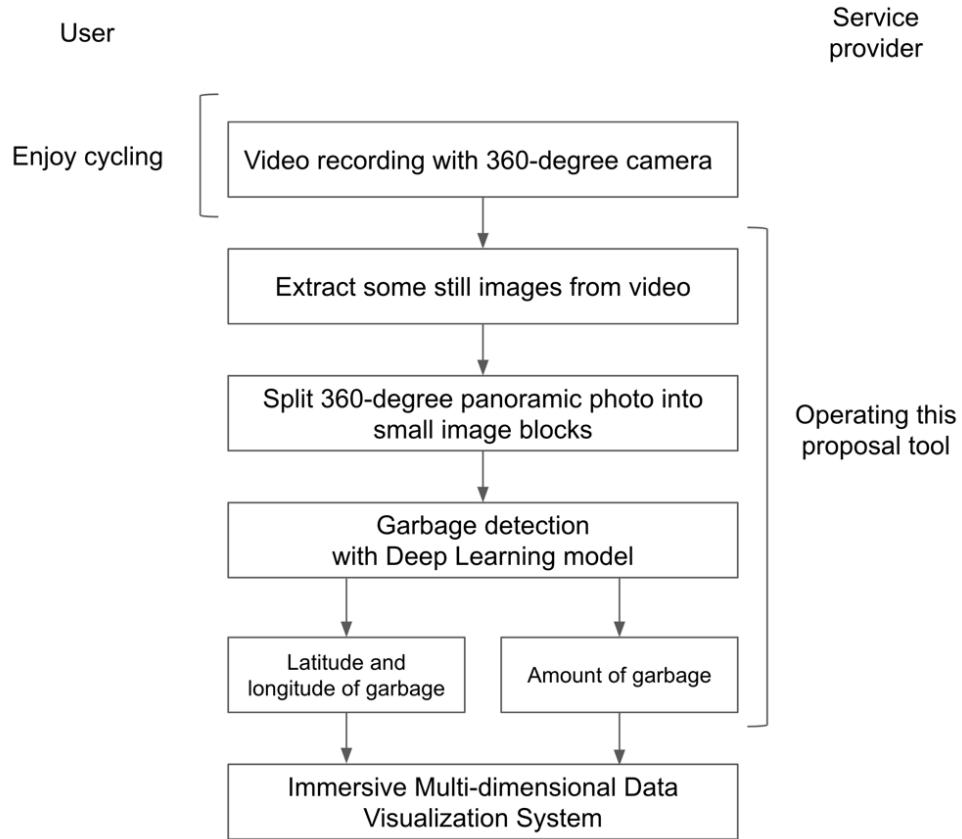 User
Service
provider
Enjoy cycling
Video recording with 360-degree camera
Extract some still images from video
Split 360-degree panoramic photo into
small image blocks
Operating this
proposal tool
Garbage detection
with Deep Learning model
Latitude and
longitude of garbage
Amount of garbage
Immersive Multi-dimensional Data
Visualization System